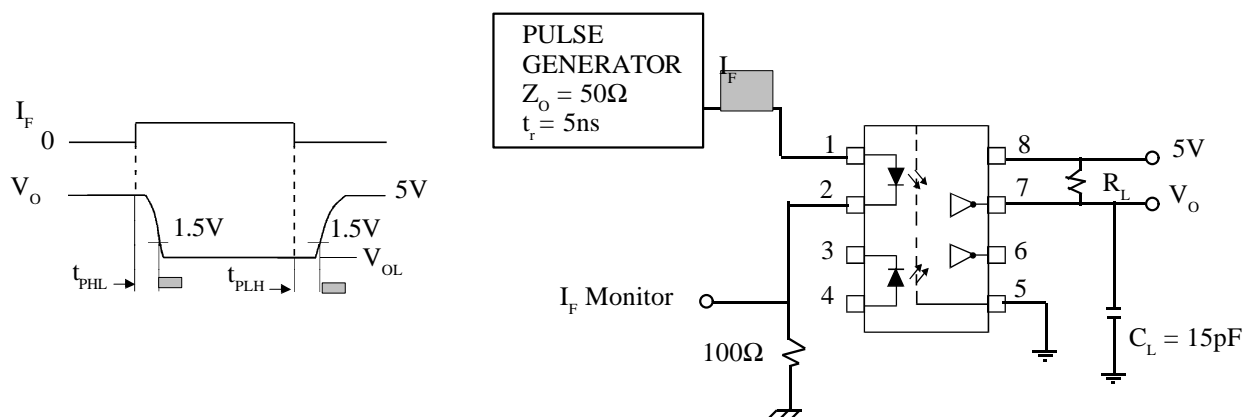 I_F
0
V_O
5V
1.5V
1.5V
V_OL
t_PHL
t_PLH
PULSE
GENERATOR
Z_O = 50Ω
t_r = 5ns
I_F
1
2
3
4
8
7
6
5
5V
R_L
V_O
I_F Monitor
100Ω
C_L = 15pF